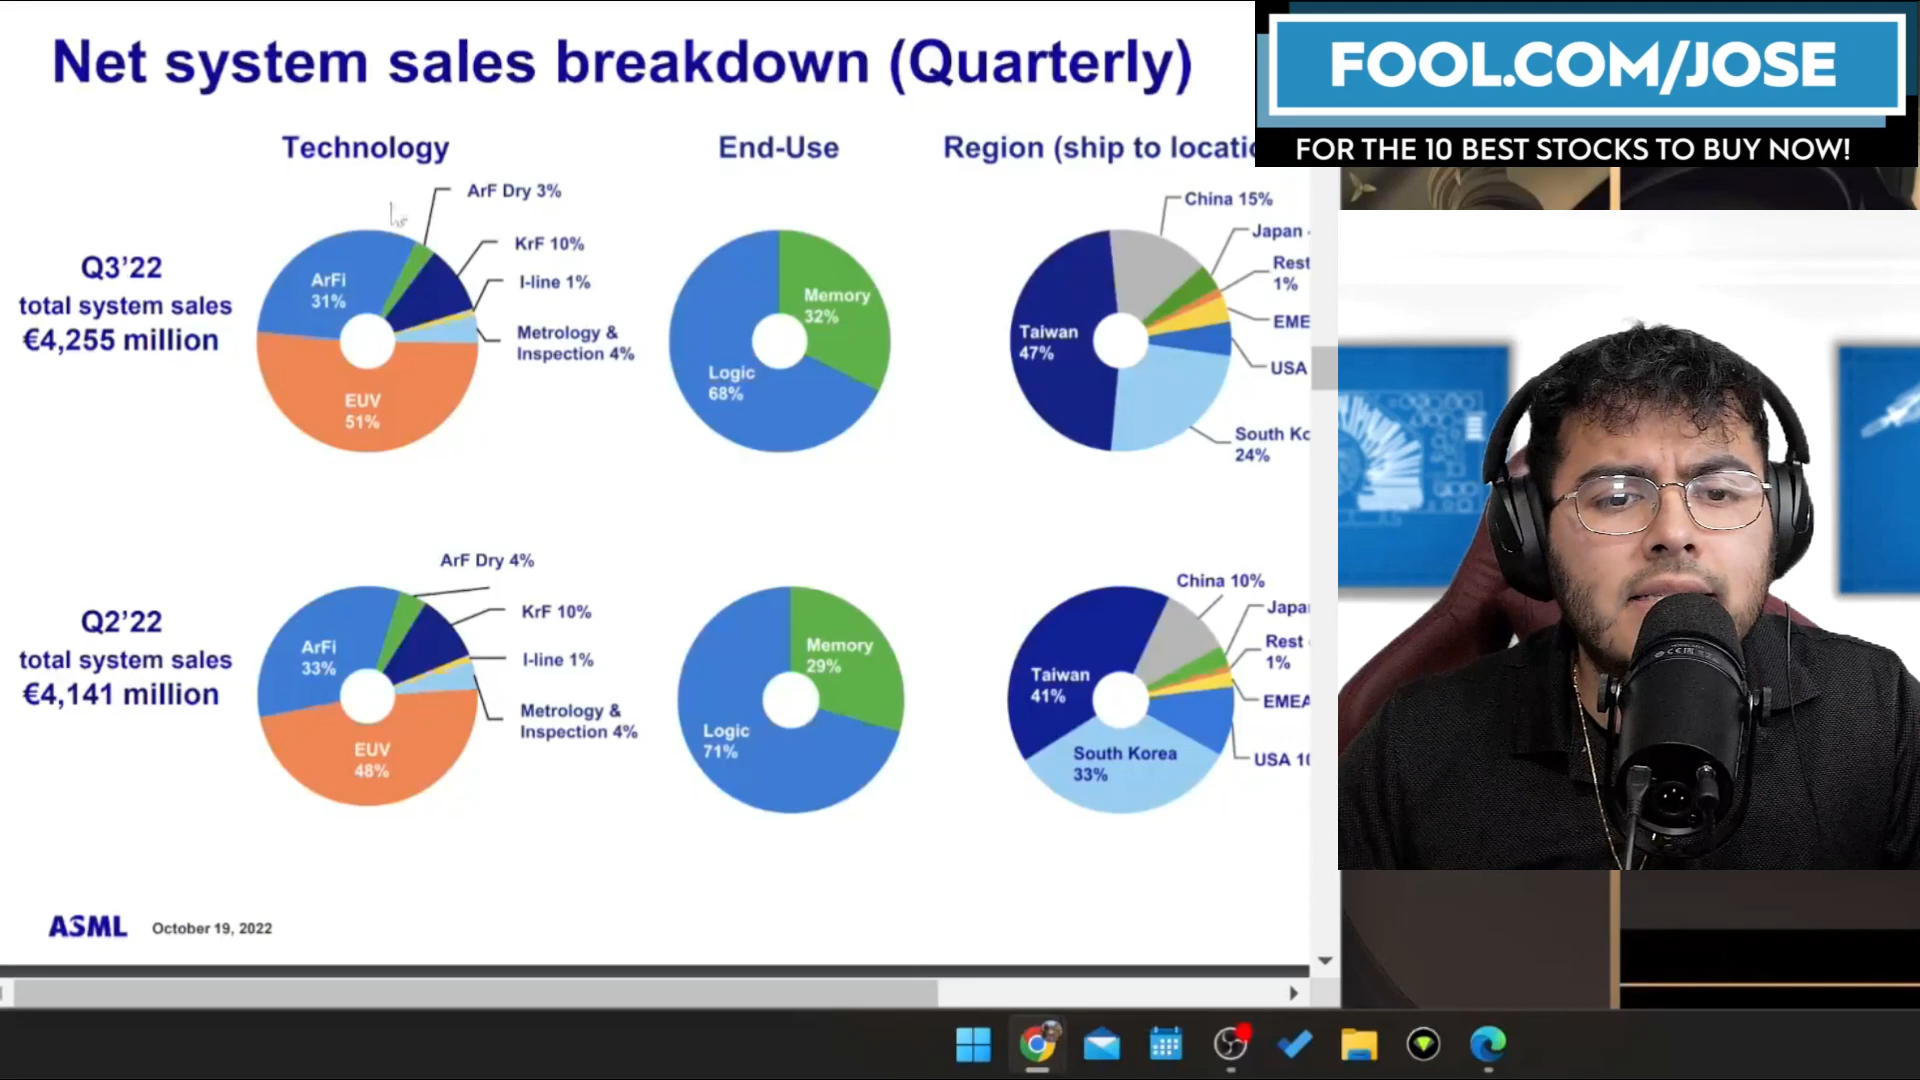 Net system sales breakdown (Quarterly)
FOOL.COM/JOSE
FOR THE 10 BEST STOCKS TO BUY NOW!
Technology
End-Use
Region (ship to locatio
Q3’22
total system sales
€4,255 million
ArF Dry 3%
KrF 10%
I-line 1%
Metrology &
Inspection 4%
ArFi
31%
EUV
51%
Memory
32%
Logic
68%
China 15%
Japan
Rest
1%
EME
USA
South Ko
24%
Taiwan
47%
Q2’22
total system sales
€4,141 million
ArF Dry 4%
KrF 10%
I-line 1%
Metrology &
Inspection 4%
ArFi
33%
EUV
48%
Memory
29%
Logic
71%
China 10%
Japa
Rest
1%
EMEA
USA 10
South Korea
33%
Taiwan
41%
ASML
October 19, 2022